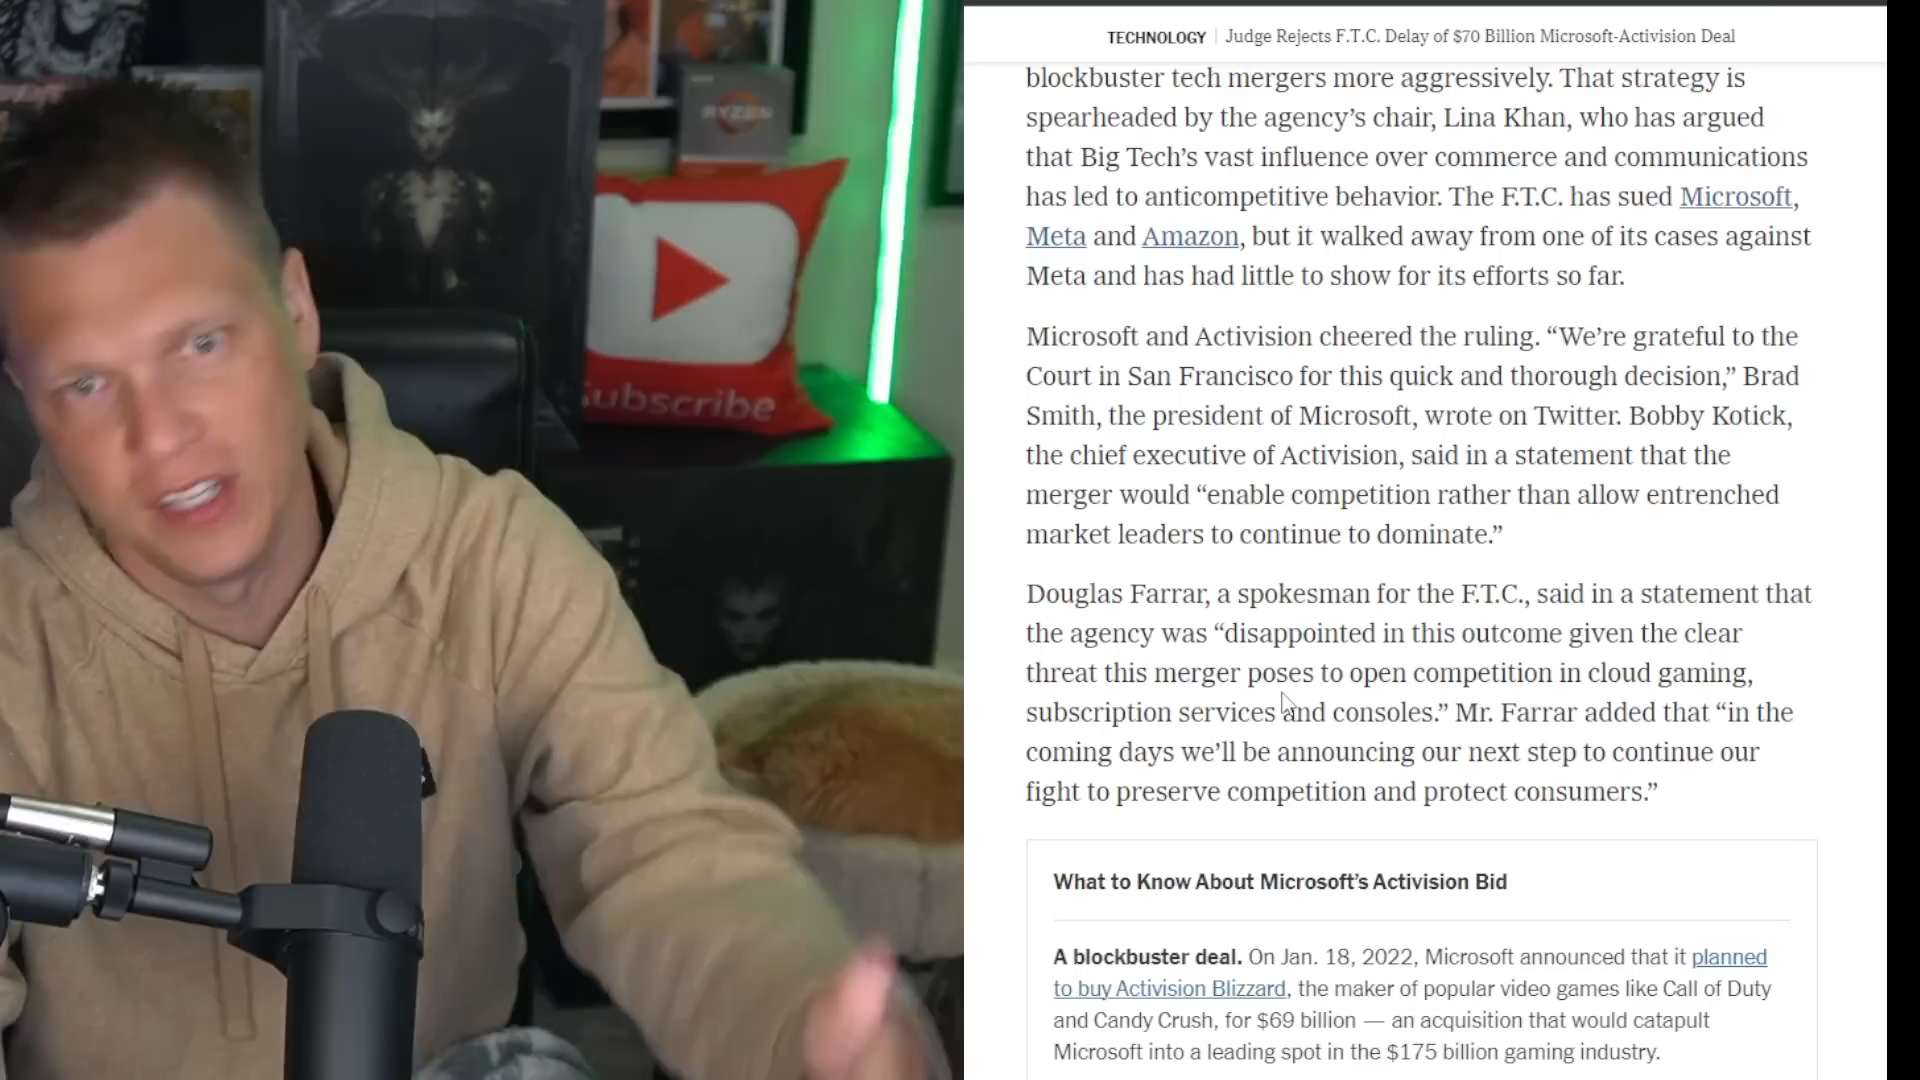 RYZEN
Subscribe
TECHNOLOGY | Judge Rejects F.T.C. Delay of $70 Billion Microsoft-Activision Deal
blockbuster tech mergers more aggressively. That strategy is
spearheaded by the agency’s chair, Lina Khan, who has argued
that Big Tech’s vast influence over commerce and communications
has led to anticompetitive behavior. The F.T.C. has sued Microsoft,
Meta and Amazon, but it walked away from one of its cases against
Meta and has had little to show for its efforts so far.
Microsoft and Activision cheered the ruling. “We’re grateful to the
Court in San Francisco for this quick and thorough decision,” Brad
Smith, the president of Microsoft, wrote on Twitter. Bobby Kotick,
the chief executive of Activision, said in a statement that the
merger would “enable competition rather than allow entrenched
market leaders to continue to dominate.”
Douglas Farrar, a spokesman for the F.T.C., said in a statement that
the agency was “disappointed in this outcome given the clear
threat this merger poses to open competition in cloud gaming,
subscription services and consoles.” Mr. Farrar added that “in the
coming days we’ll be announcing our next step to continue our
fight to preserve competition and protect consumers.”
What to Know About Microsoft’s Activision Bid
A blockbuster deal. On Jan. 18, 2022, Microsoft announced that it planned
to buy Activision Blizzard, the maker of popular video games like Call of Duty
and Candy Crush, for $69 billion — an acquisition that would catapult
Microsoft into a leading spot in the $175 billion gaming industry.